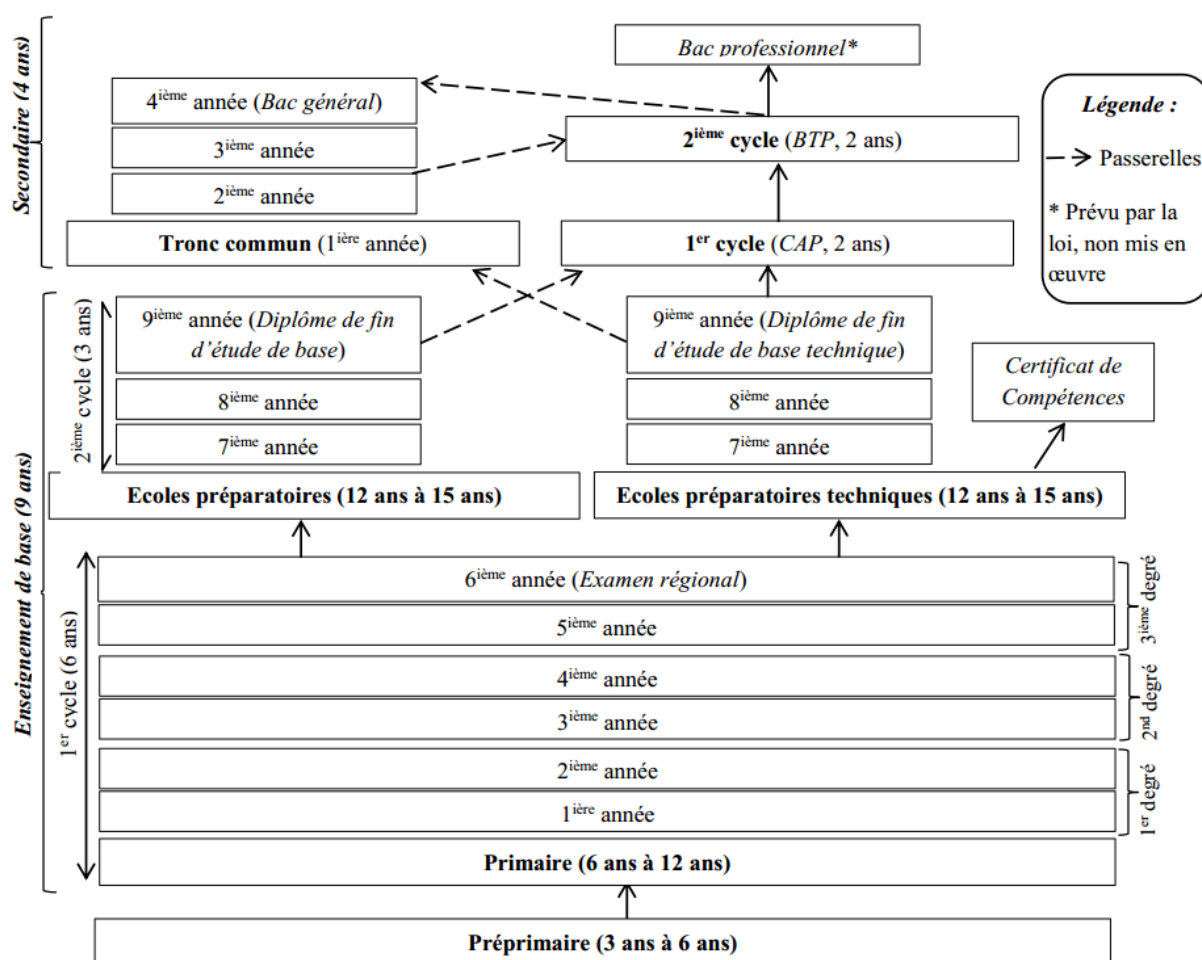 Bac professionnel*
Secondaire (4 ans)
4ième année (Bac général)
3ième année
2ième année
Tronc commun (1ière année)
2ième cycle (BTP, 2 ans)
1er cycle (CAP, 2 ans)
Légende :
Passerelles
* Prévu par la
loi, non mis en
œuvre
Enseignement de base (9 ans)
2ième cycle (3 ans)
9ième année (Diplôme de fin
d'étude de base)
8ième année
7ième année
Ecoles préparatoires (12 ans à 15 ans)
9ième année (Diplôme de fin
d'étude de base technique)
8ième année
7ième année
Ecoles préparatoires techniques (12 ans à 15 ans)
Certificat de
Compétences
1er cycle (6 ans)
6ième année (Examen régional)
5ième année
3ième degré
4ième année
3ième année
2nd degré
2ième année
1ière année
1er degré
Primaire (6 ans à 12 ans)
Préprimaire (3 ans à 6 ans)